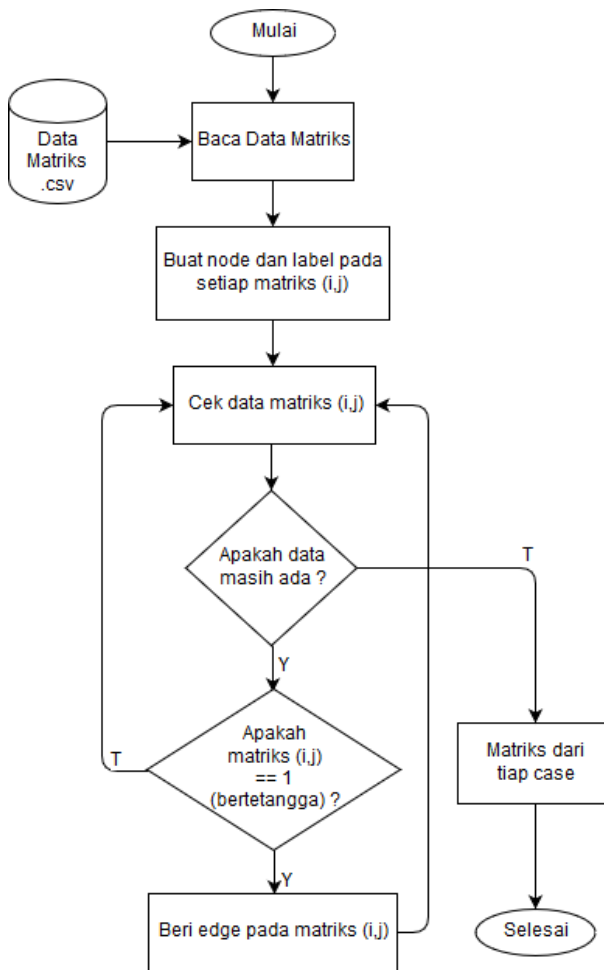 Mulai
Data
Matriks
.csv
Baca Data Matriks
Buat node dan label pada
setiap matriks (i,j)
Cek data matriks (i,j)
Apakah data
masih ada ?
T
Y
Apakah
matriks (i,j)
== 1
(bertetangga) ?
T
Y
Matriks dari
tiap case
Beri edge pada matriks (i,j)
Selesai